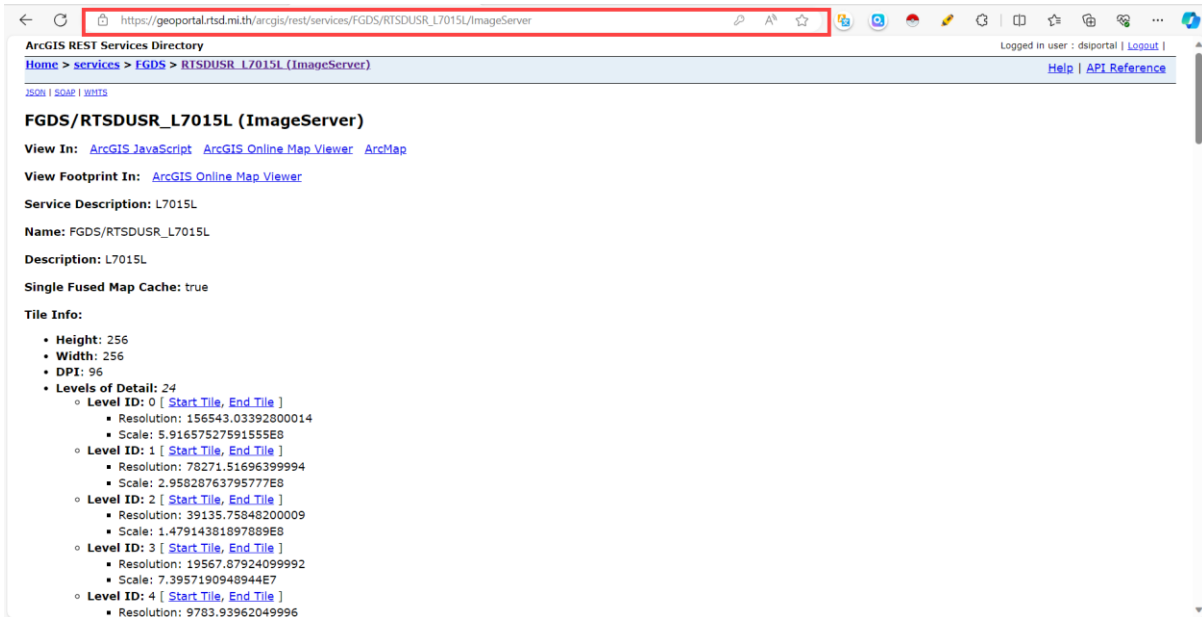 https://geoportal.rtsd.mi.th/arcgis/rest/services/FGDS/RTSDUSR_L7015L/ImageServer
ArcGIS REST Services Directory
Logged in user : dsiportal | Logout |
Home > services > FGDS > RTSDUSR_L7015L (ImageServer)
Help | API Reference
JSON | SOAP | WMTS
FGDS/RTSDUSR_L7015L (ImageServer)
View In: ArcGIS JavaScript ArcGIS Online Map Viewer ArcMap
View Footprint In: ArcGIS Online Map Viewer
Service Description: L7015L
Name: FGDS/RTSDUSR_L7015L
Description: L7015L
Single Fused Map Cache: true
Tile Info:
• Height: 256
• Width: 256
• DPI: 96
• Levels of Detail: 24
Level ID: 0 [ Start Tile, End Tile ]
Resolution: 156543.03392800014
Scale: 5.91657527591555E8
Level ID: 1 [ Start Tile, End Tile ]
Resolution: 78271.51696399994
Scale: 2.95828763795777E8
Level ID: 2 [ Start Tile, End Tile ]
Resolution: 39135.75848200009
Scale: 1.47914381897889E8
Level ID: 3 [ Start Tile, End Tile ]
Resolution: 19567.87924099992
Scale: 7.3957190948944E7
Level ID: 4 [ Start Tile, End Tile ]
Resolution: 9783.93962049996